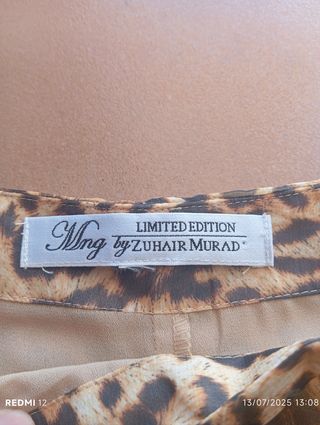 LIMITED EDITION
Mng by ZUHAIR MURAD
REDMI 12
13/07/2025 13:08